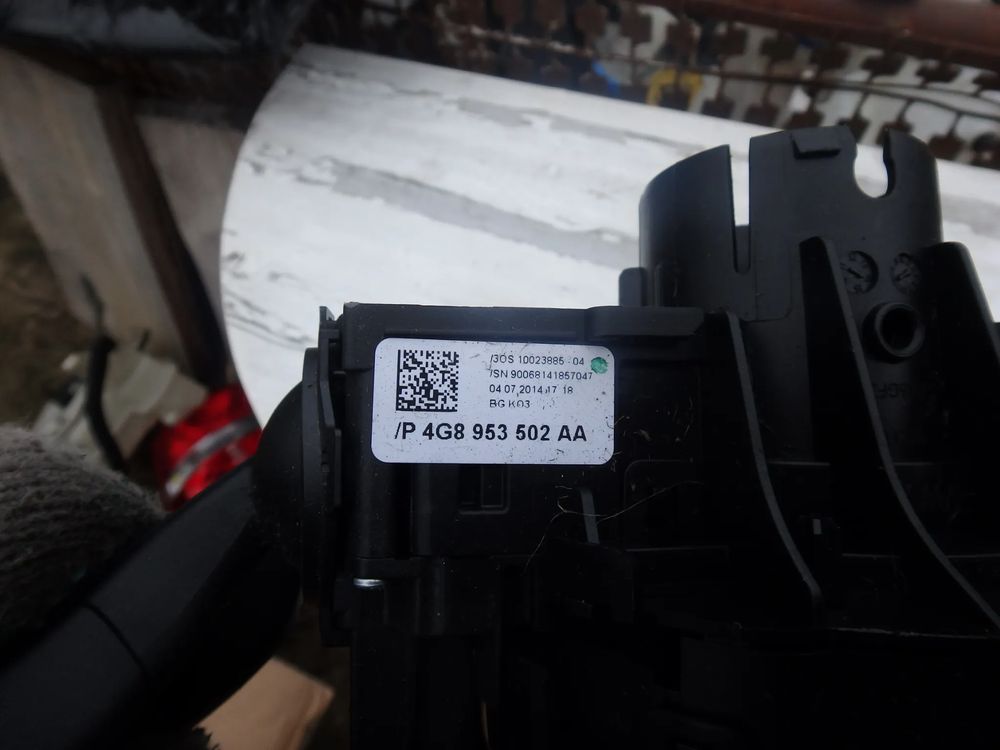 /3OS 10023885 - 04
/SN 90068141857047
04.07.2014 17 18
BG K03
/P 4G8 953 502 AA